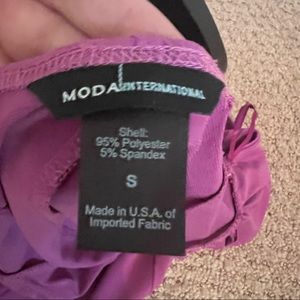 MODA INTERNATIONAL
Shell:
95% Polyester
5% Spandex
S
Made in U.S.A. of
Imported Fabric